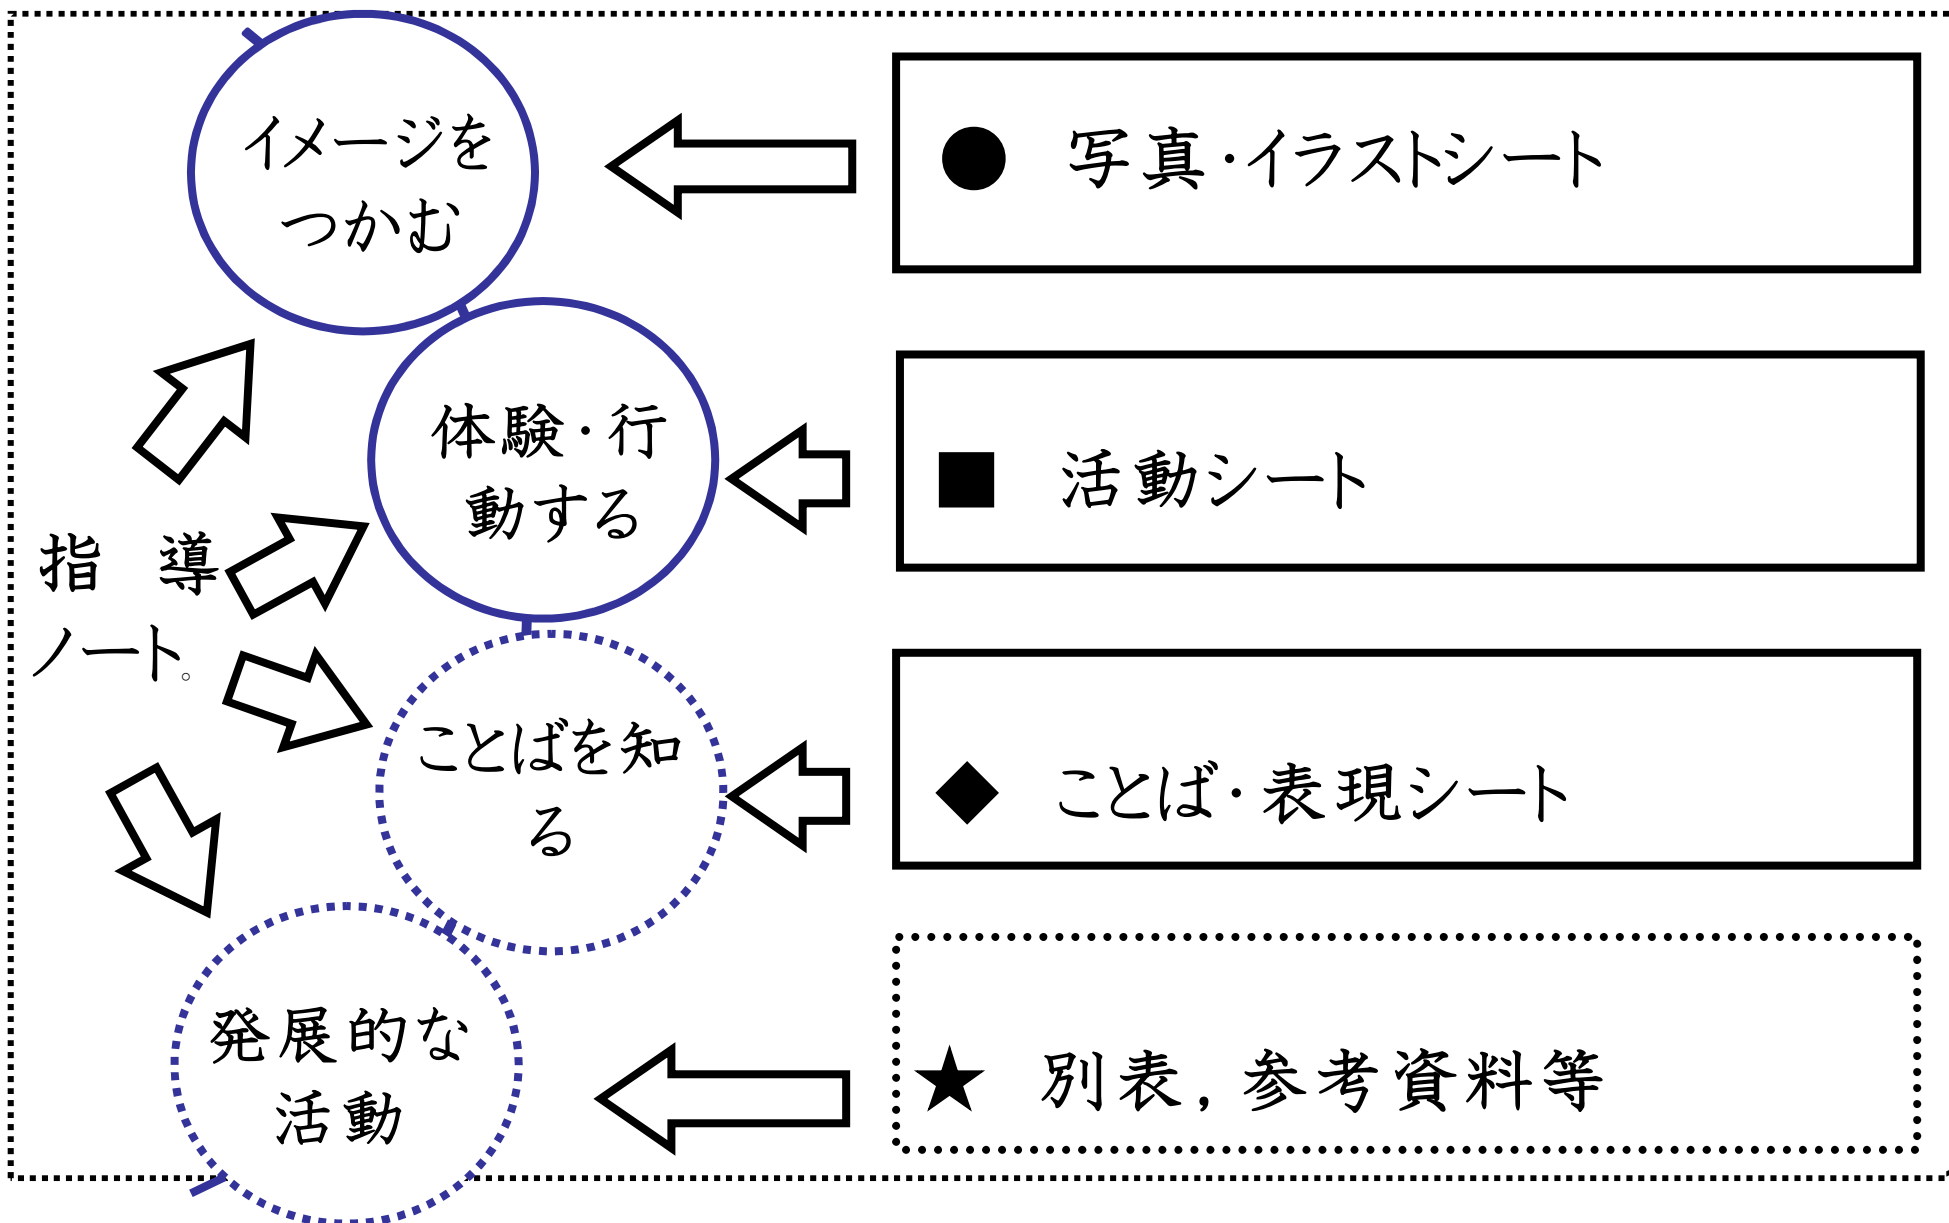 イメージを
つかむ
● 写真・イラストシート
体験・行
動する
■ 活動シート
指 導
ノート。
ことばを知
る
◆ ことば・表現シート
発展的な
活動
★ 別表，参考資料等